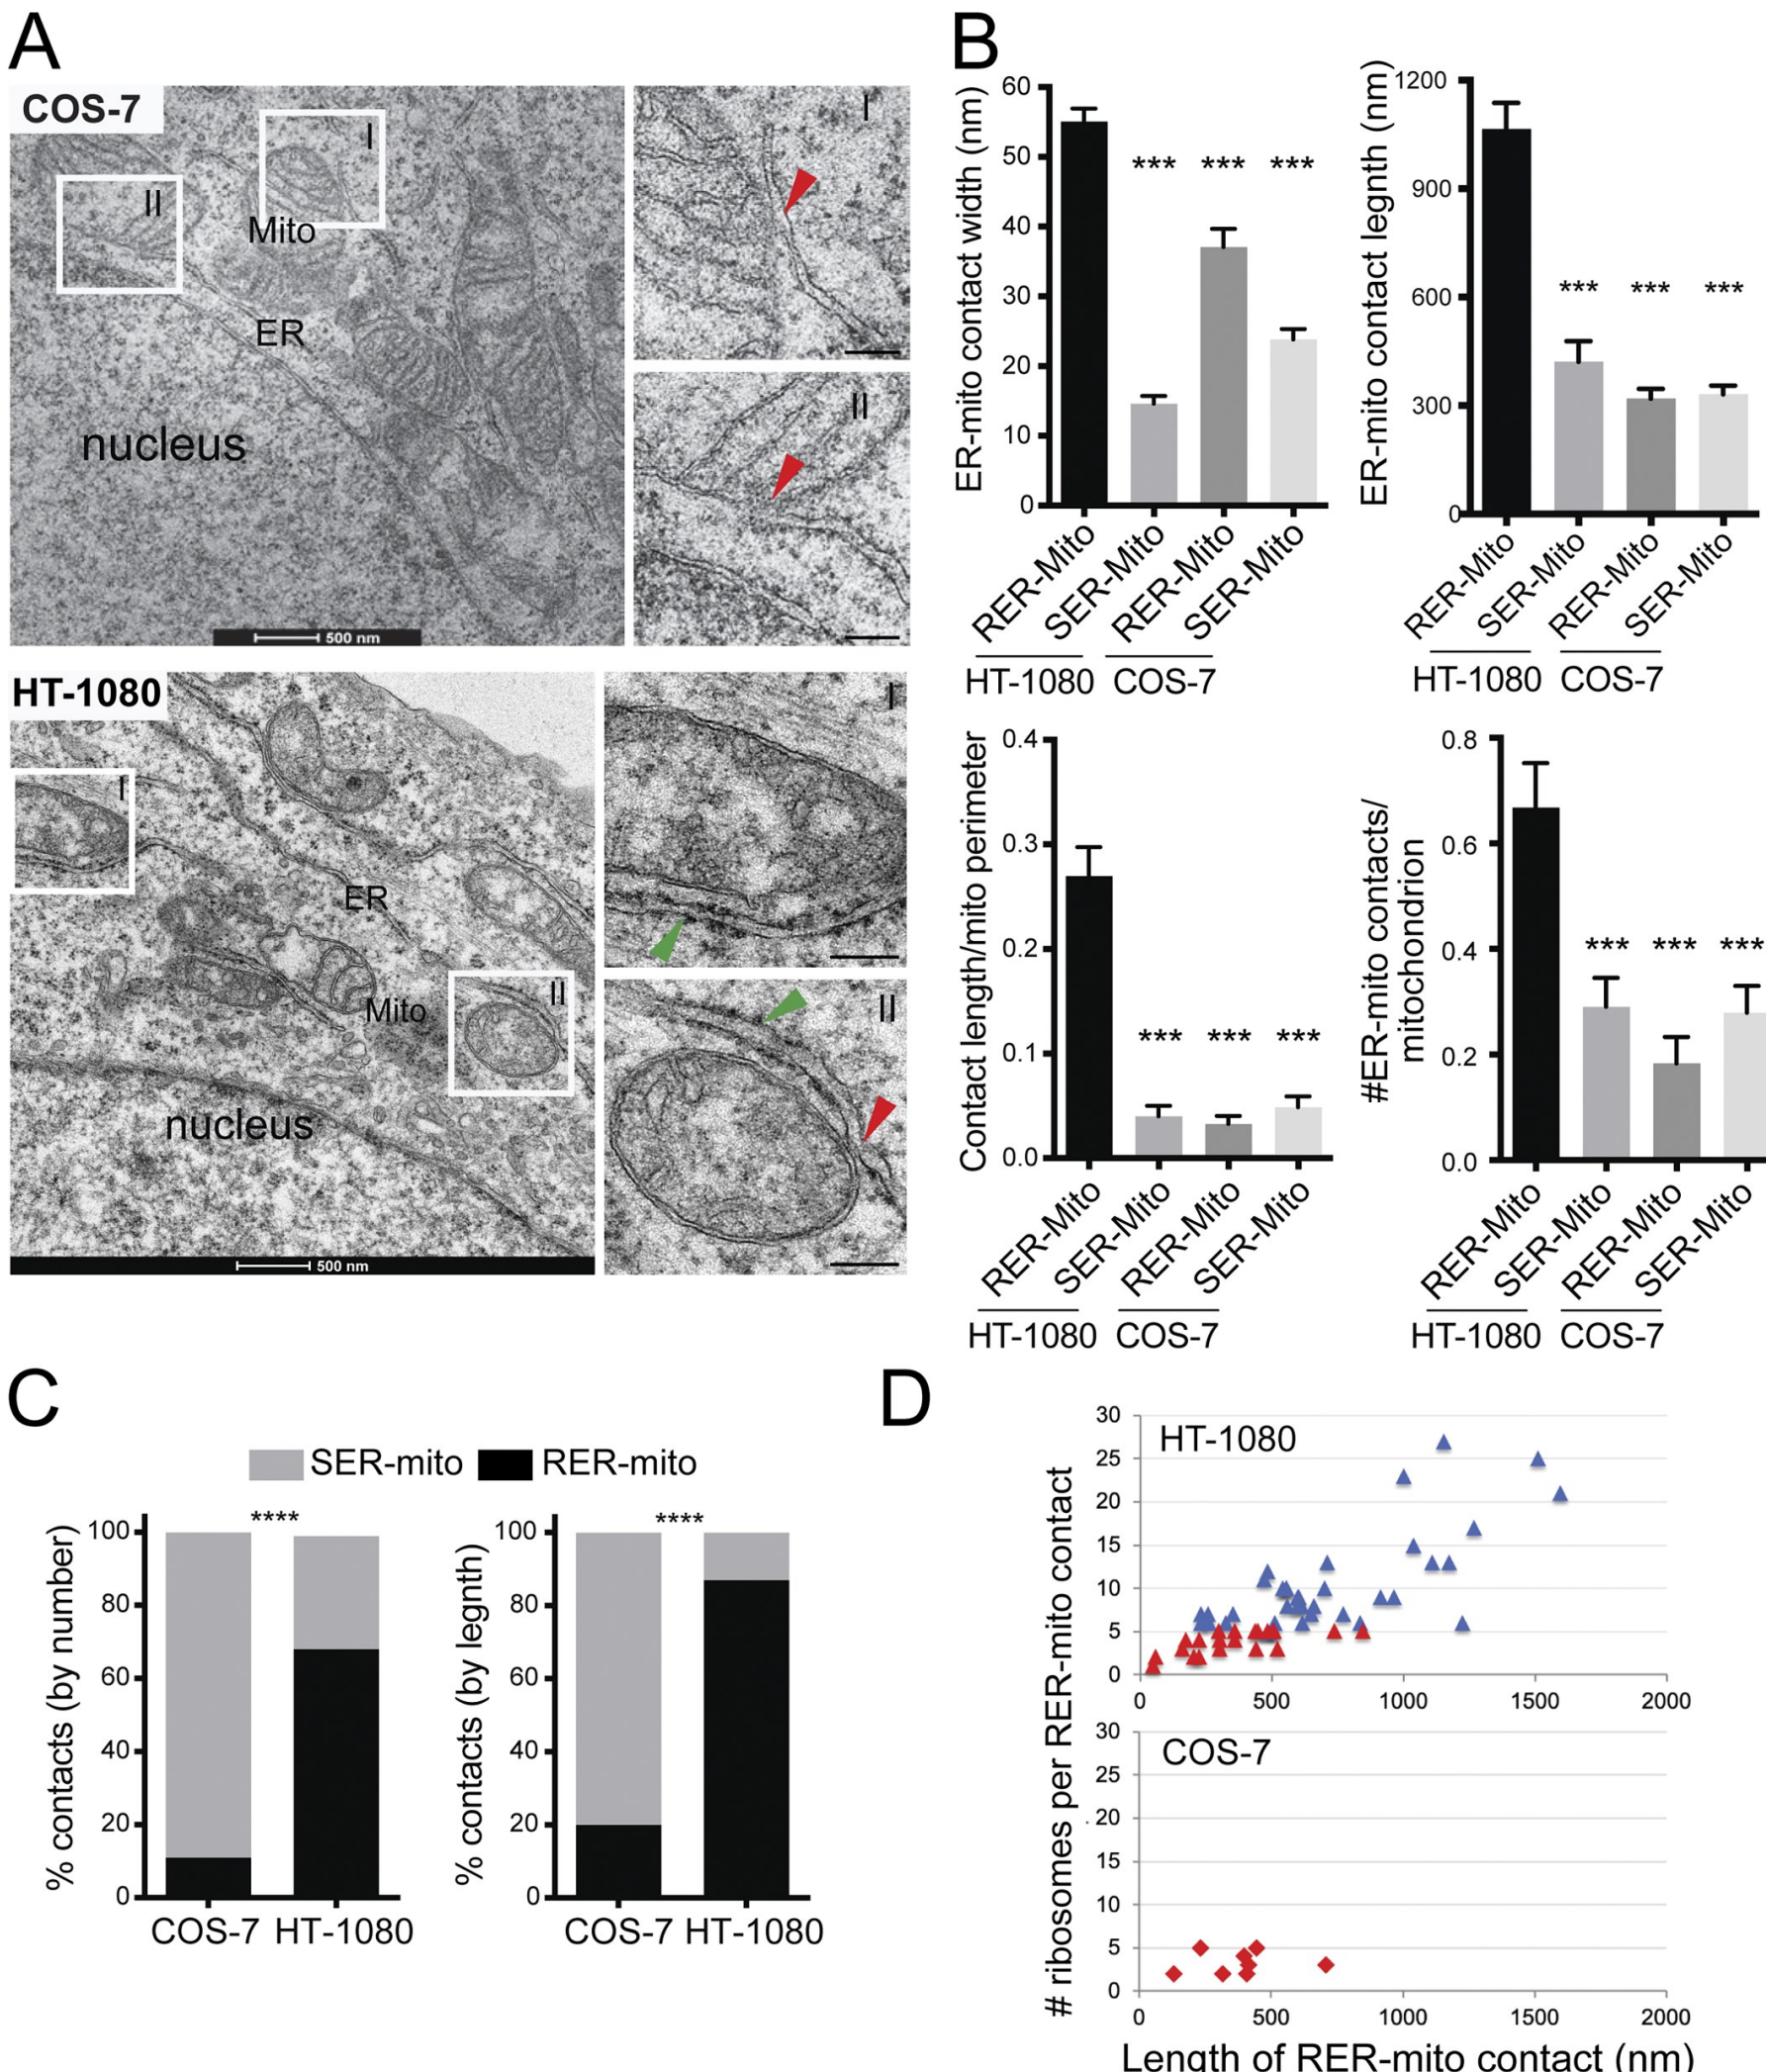 A
COS-7
I
II
Mito
ER
nucleus
500 nm
I
II
HT-1080
I
ER
Mito
II
nucleus
500 nm
I
II
B
ER-mito contact width (nm)
60
50
40
30
20
10
0
*** *** ***
RER-Mito SER-Mito RER-Mito SER-Mito
HT-1080 COS-7
ER-mito contact legnth (nm)
1200
900
600
300
0
*** *** ***
RER-Mito SER-Mito RER-Mito SER-Mito
HT-1080 COS-7
Contact length/mito perimeter
0.4
0.3
0.2
0.1
0.0
*** *** ***
RER-Mito SER-Mito RER-Mito SER-Mito
HT-1080 COS-7
#ER-mito contacts/
mitochondrion
0.8
0.6
0.4
0.2
0.0
*** *** ***
RER-Mito SER-Mito RER-Mito SER-Mito
HT-1080 COS-7
C
SER-mito RER-mito
% contacts (by number)
100
80
60
40
20
0
****
COS-7 HT-1080
% contacts (by legnth)
100
80
60
40
20
0
****
COS-7 HT-1080
D
# ribosomes per RER-mito contact
HT-1080
30
25
20
15
10
5
0
0 500 1000 1500 2000
COS-7
30
25
20
15
10
5
0
0 500 1000 1500 2000
Length of RER-mito contact (nm)